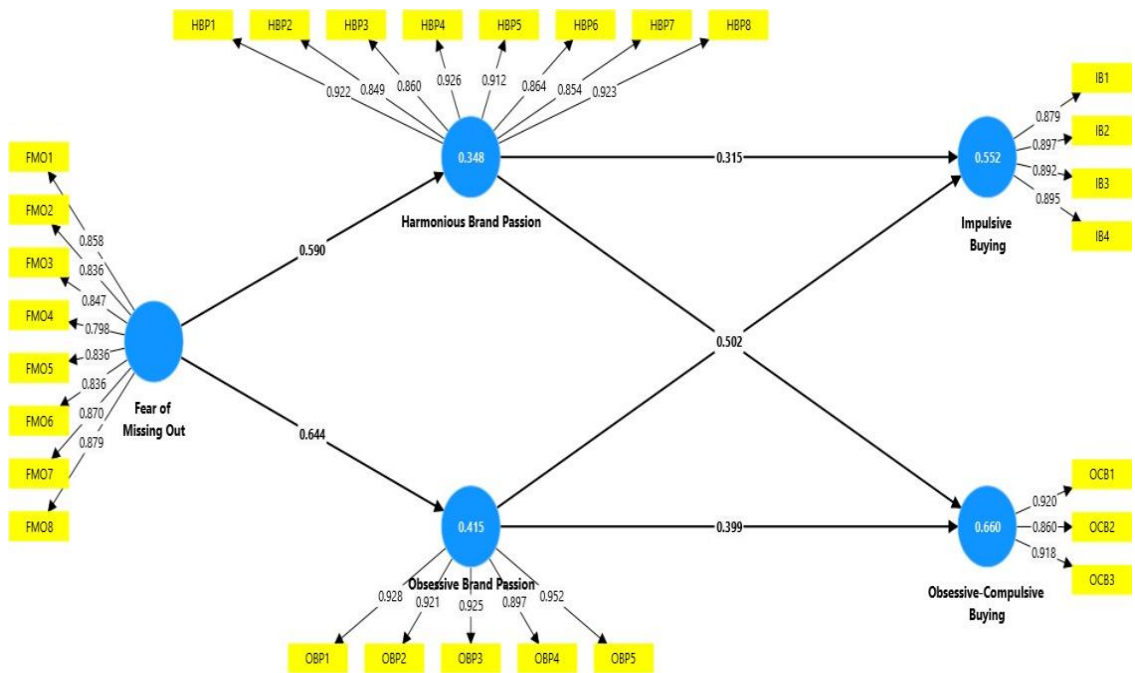 HBP1
HBP2
HBP3
HBP4
HBP5
HBP6
HBP7
HBP8
0.922
0.849
0.860
0.926
0.912
0.864
0.854
0.923
IB1
IB2
IB3
IB4
0.879
0.897
0.892
0.895
FMO1
FMO2
FMO3
FMO4
FMO5
FMO6
FMO7
FMO8
0.858
0.836
0.847
0.798
0.836
0.836
0.870
0.879
0.348
Harmonious Brand Passion
0.315
0.552
Impulsive
Buying
0.590
0.502
Fear of
Missing Out
0.644
0.415
Obsessive Brand Passion
0.399
0.660
Obsessive-Compulsive
Buying
OCB1
OCB2
OCB3
0.920
0.860
0.918
0.928
0.921
0.925
0.897
0.952
OBP1
OBP2
OBP3
OBP4
OBP5